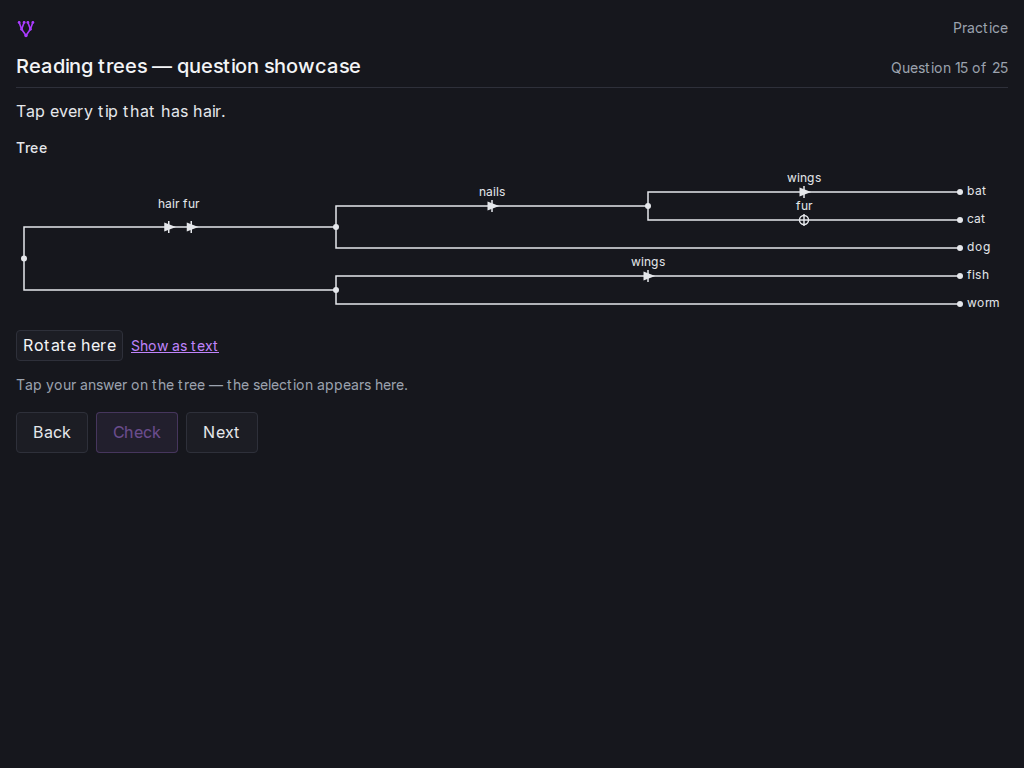 Practice
Reading trees — question showcase
Question 15 of 25
Tap every tip that has hair.
Tree
wings
bat
nails
hair fur
fur
cat
dog
wings
fish
worm
Rotate here
Show as text
Tap your answer on the tree — the selection appears here.
Back
Check
Next